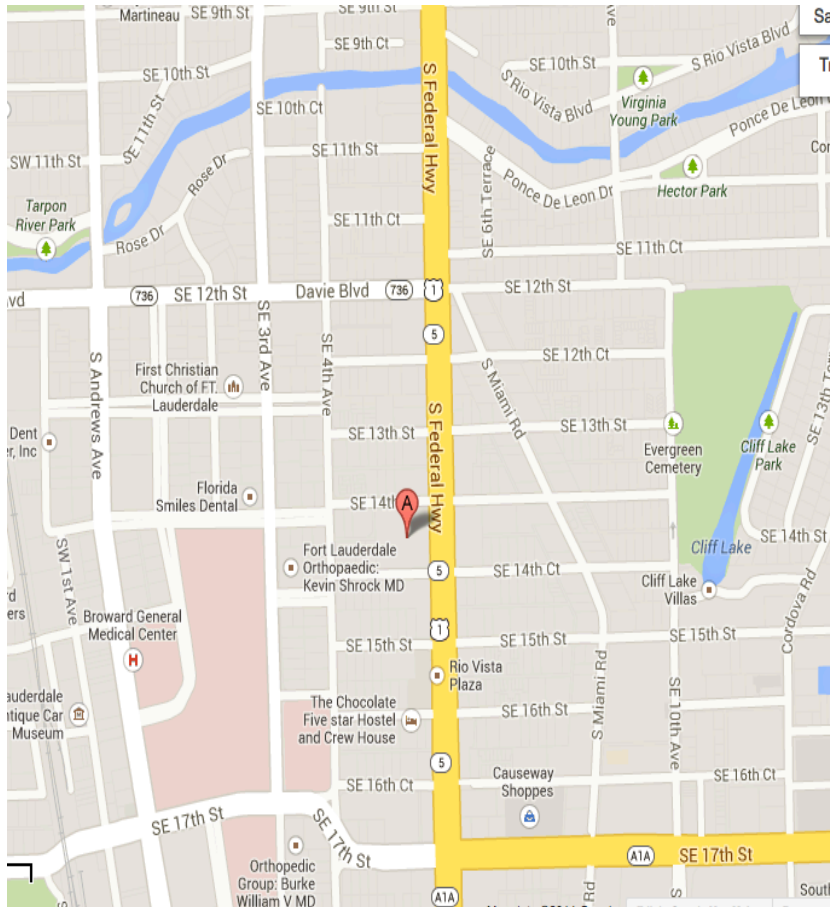 Martineau
SE 9th St
SE 9th St
Sa
SE 9th Ct
Ave
S Rio Vista Blvd
SE 10th St
SE 10th St
S Rio Vista Blvd
Virginia
Young Park
SE 10th Ct
S Federal Hwy
SE 11th St
Ponce De Leon
SW 11th St
SE 11th St
Rose Dr
SE 6th Terrace
Ponce De Leon Dr
Hector Park
Tarpon
River Park
Rose Dr
SE 11th Ct
SE 11th Ct
736
SE 12th St
Davie Blvd
736
1
SE 12th St
5
SE 3rd Ave
SE 4th Ave
S Andrews Ave
SE 12th Ct
First Christian
Church of FT.
Lauderdale
S Miami Rd
S Federal Hwy
SE 13th St
SE 13th St
Dent
Evergreen
Cemetery
Cliff Lake
Park
Florida
Smiles Dental
SE 14th
A
SE 14th St
Cliff Lake
SW 1st Ave
Fort Lauderdale
Orthopaedic:
Kevin Shrock MD
5
SE 14th Ct
Cliff Lake
Villas
Cordova Rd
Broward General
Medical Center
H
1
SE 15th St
SE 15th St
SE 15th St
S Miami Rd
Rio Vista
Plaza
SE 10th Ave
Museum
The Chocolate
Five star Hostel
and Crew House
SE 16th St
5
SE 16th Ct
Causeway
Shoppes
SE 16th Ct
SE 17th St
SE 17th St
A1A
SE 17th St
Orthopedic
Group: Burke
William V MD
A1A
Rd
S
South